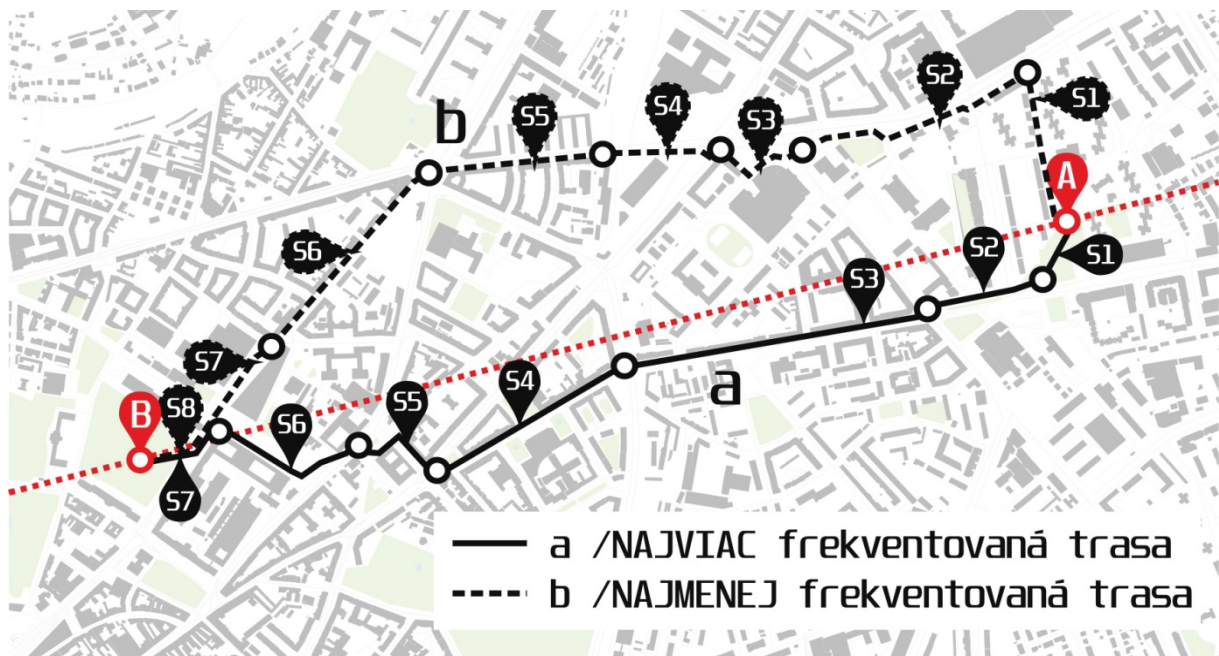 S2
S1
S5
S4
S3
b
A
S6
S2
S1
S3
S7
a
S4
B
S8
S5
S6
S7
a /NAJVIAC frekventovaná trasa
b /NAJMENEJ frekventovaná trasa